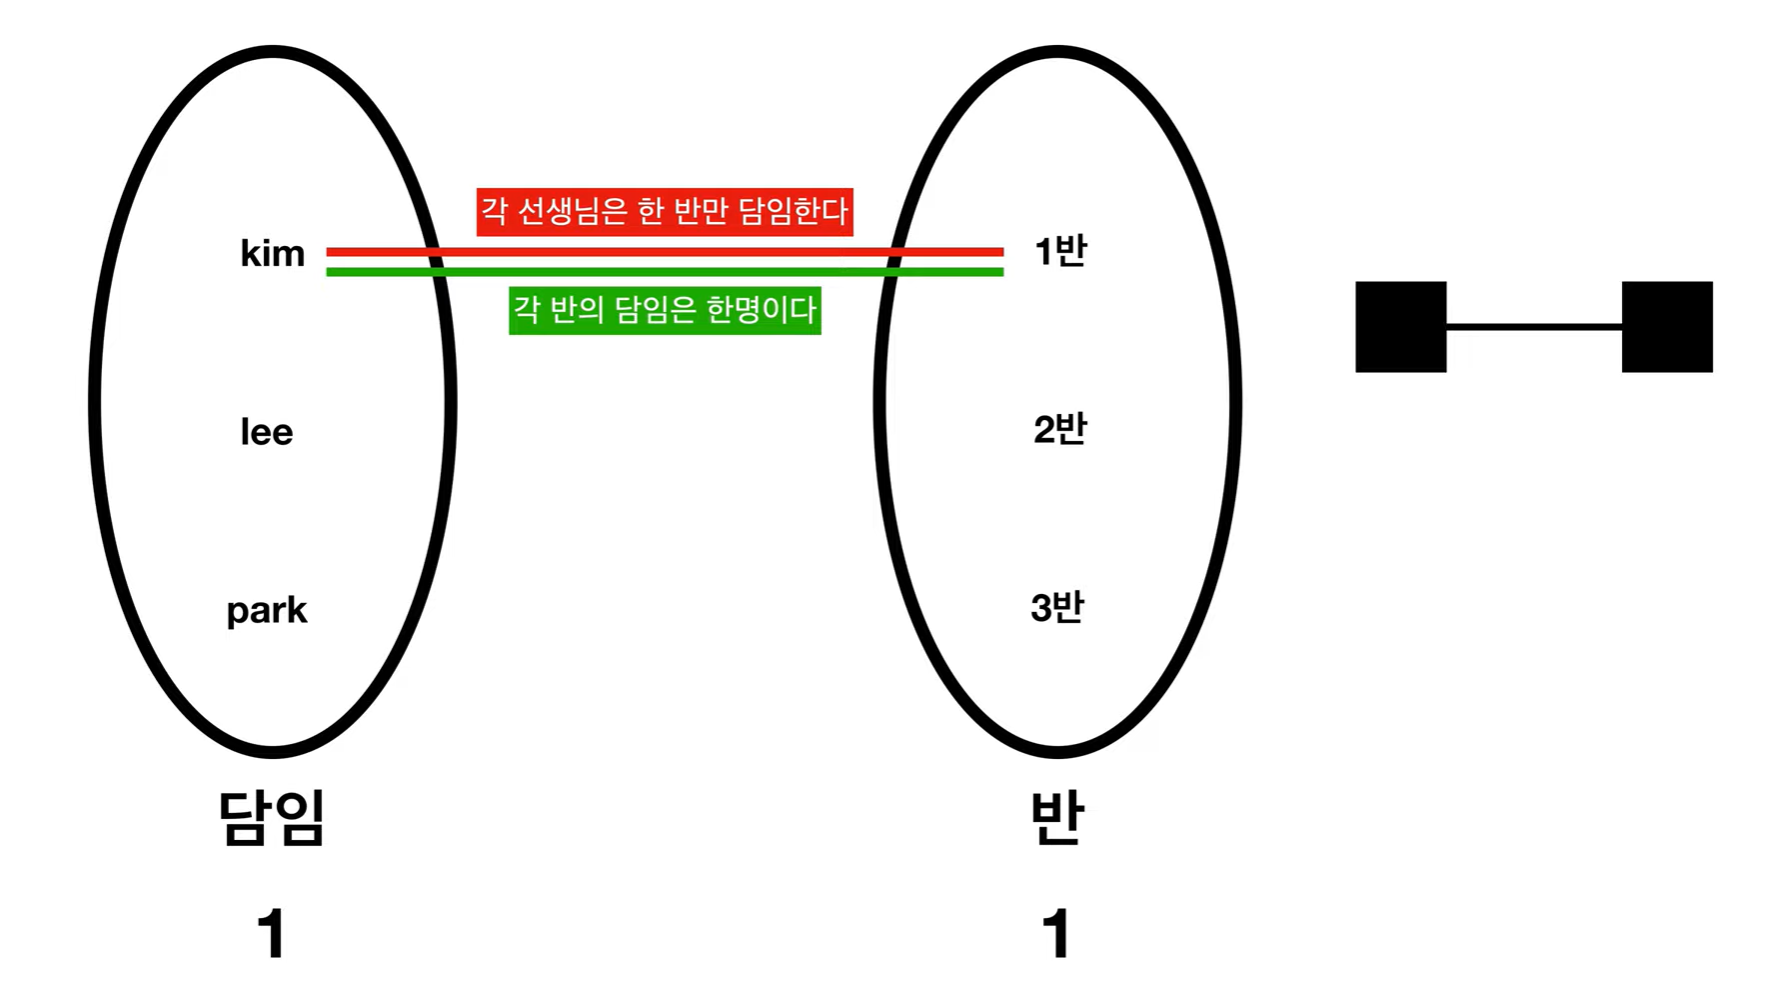 각 선생님은 한 반만 담임한다
kim
1반
각 반의 담임은 한명이다
lee
2반
park
3반
담임
반
1
1